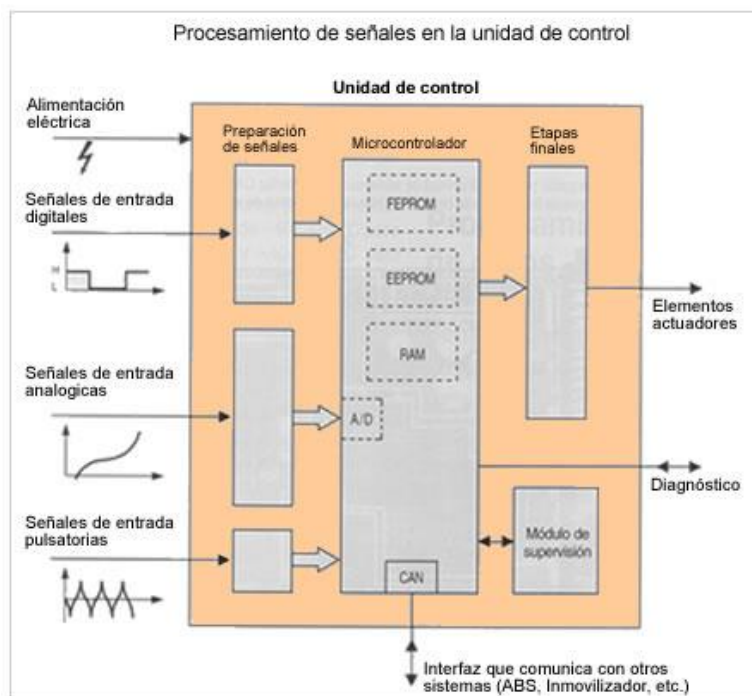 Procesamiento de señales en la unidad de control
Unidad de control
Alimentación
eléctrica
Preparación
de señales
Microcontrolador
Etapas
finales
Señales de entrada
digitales
H
L
FEPROM
EEPROM
RAM
Elementos
actuadores
Señales de entrada
analogicas
A/D
Diagnóstico
Señales de entrada
pulsatorias
Módulo de
supervisión
CAN
Interfaz que comunica con otros
sistemas (ABS, Inmovilizador, etc.)